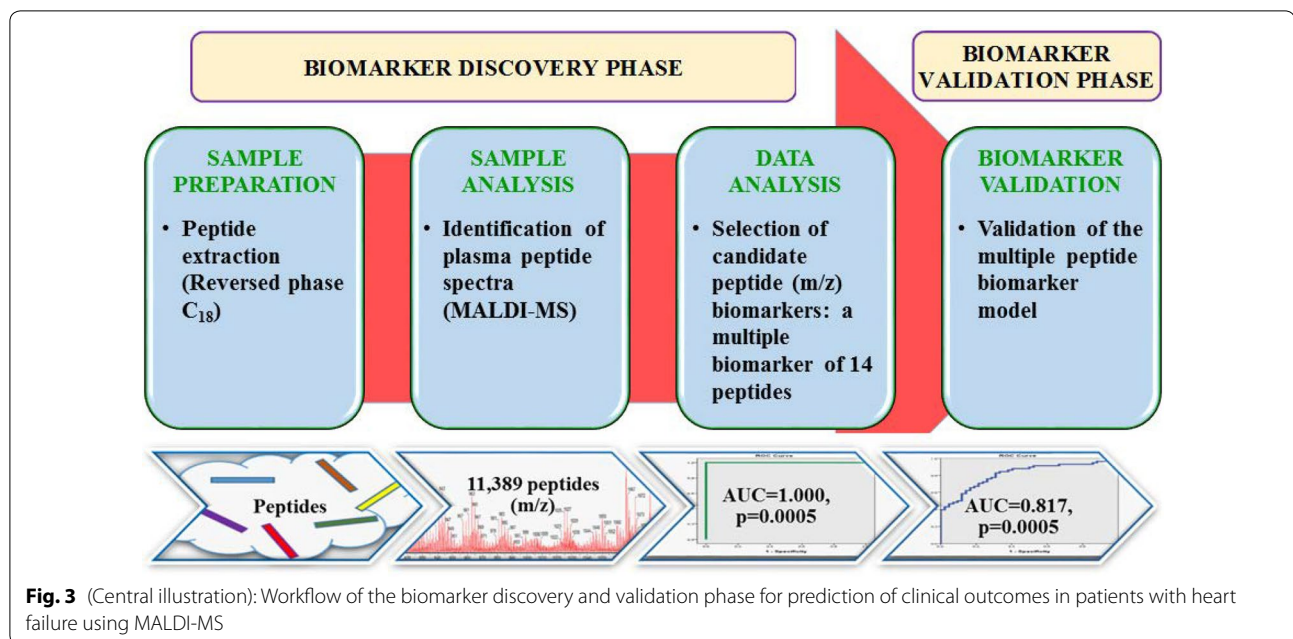 BIOMARKER DISCOVERY PHASE
BIOMARKER
VALIDATION PHASE
SAMPLE
PREPARATION
• Peptide
extraction
(Reversed phase
C₁₈)
SAMPLE
ANALYSIS
• Identification of
plasma peptide
spectra
(MALDI-MS)
DATA
ANALYSIS
• Selection of
candidate
peptide (m/z)
biomarkers: a
multiple
biomarker of 14
peptides
BIOMARKER
VALIDATION
• Validation of the
multiple peptide
biomarker
model
Peptides
11,389 peptides
(m/z)
ROC Curve
AUC=1.000,
p=0.0005
1 - Specificity
ROC Curve
AUC=0.817,
p=0.0005
1 - Specificity
Fig. 3 (Central illustration): Workflow of the biomarker discovery and validation phase for prediction of clinical outcomes in patients with heart
failure using MALDI-MS